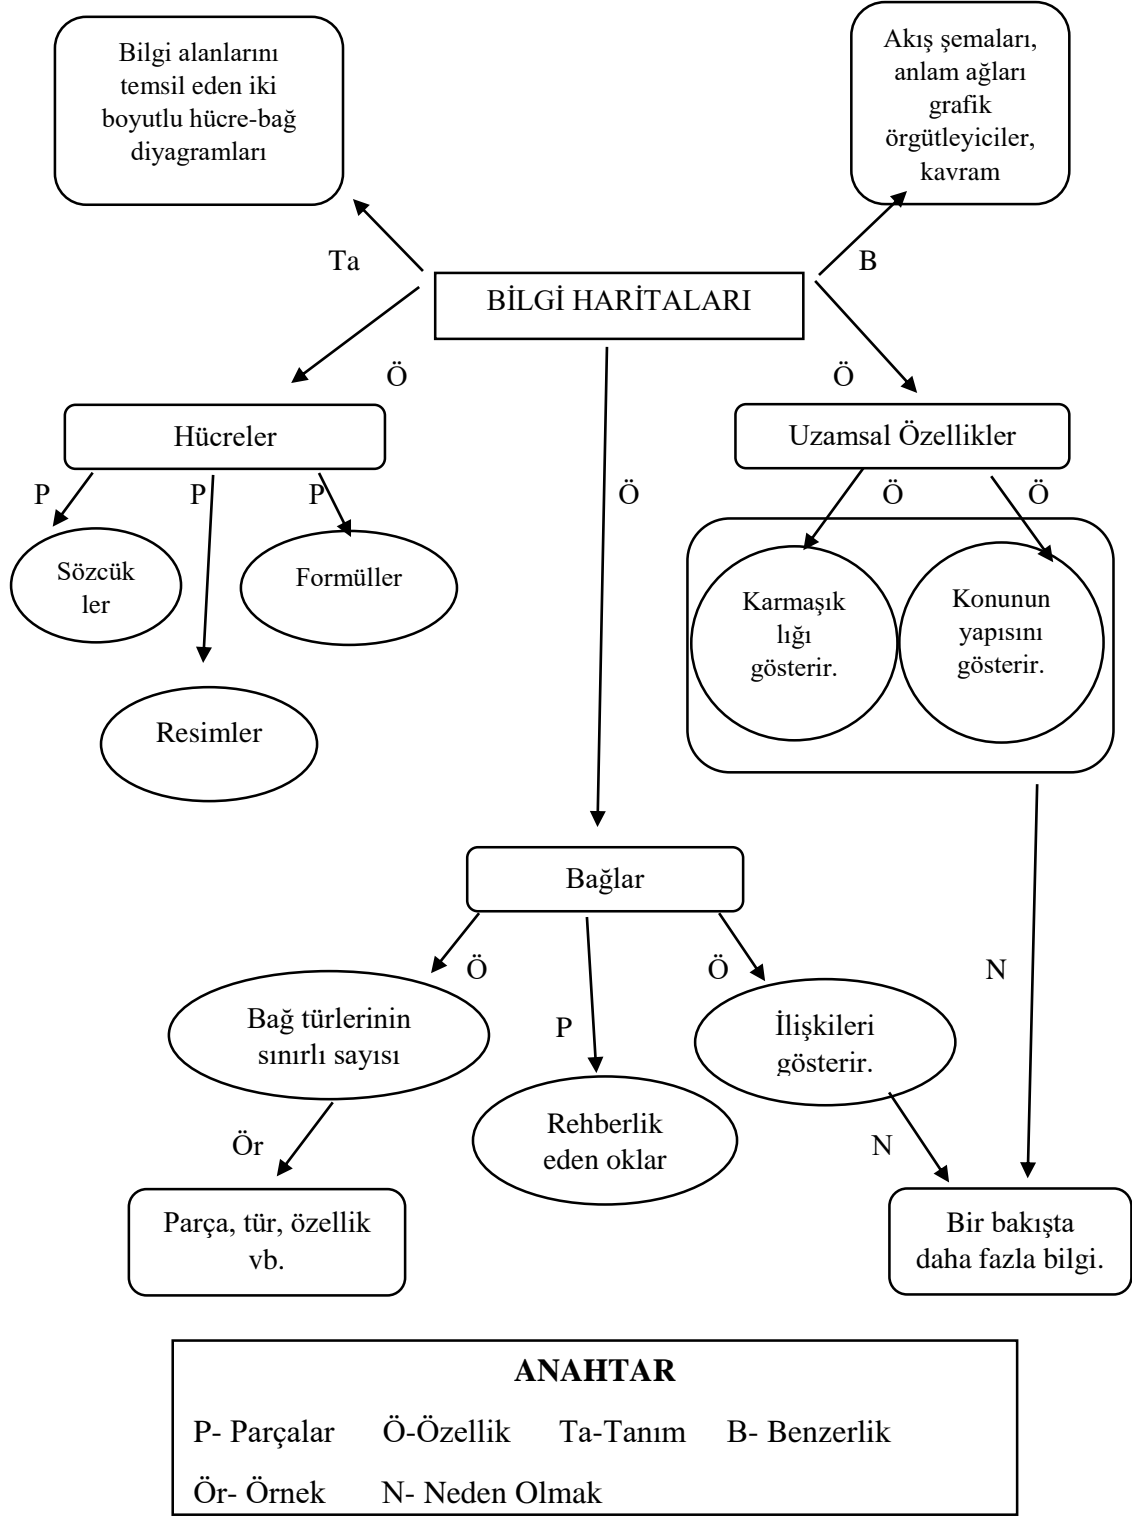 Bilgi alanlarını
temsil eden iki
boyutlu hücre-bağ
diyagramları
Akış şemaları,
anlam ağları
grafik
örgütleyiciler,
kavram
Ta
B
BİLGİ HARİTALARI
Ö
Ö
Hücreler
Uzamsal Özellikler
P
P
P
Ö
Ö
Ö
Sözcük
ler
Formüller
Karmaşık
lığı
gösterir.
Konunun
yapısını
gösterir.
Resimler
Bağlar
Ö
Ö
N
P
Bağ türlerinin
sınırlı sayısı
İlişkileri
gösterir.
Rehberlik
eden oklar
Ör
N
Parça, tür, özellik
vb.
Bir bakışta
daha fazla bilgi.
ANAHTAR
P- Parçalar Ö-Özellik Ta-Tanım B- Benzerlik
Ör- Örnek N- Neden Olmak